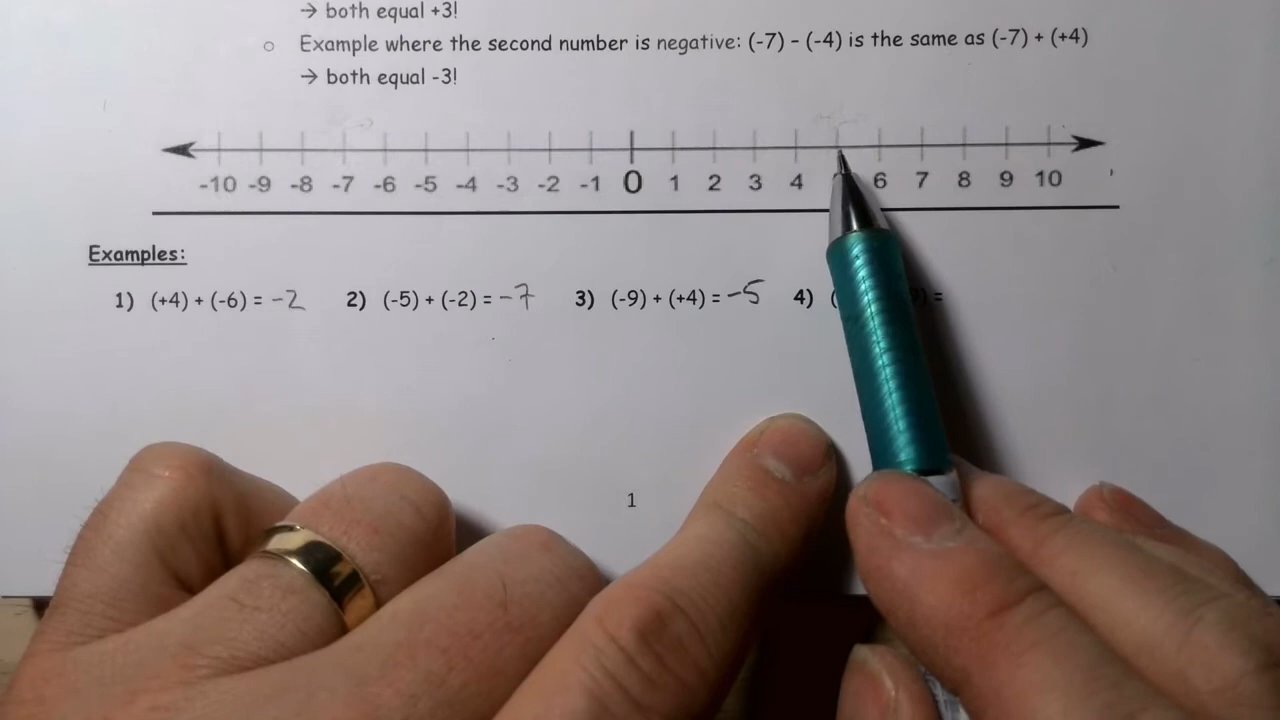 → both equal +3!
○ Example where the second number is negative: (-7) - (-4) is the same as (-7) + (+4)
→ both equal -3!
-10 -9 -8 -7 -6 -5 -4 -3 -2 -1 0 1 2 3 4 6 7 8 9 10
Examples:
1) (+4) + (-6) = -2 2) (-5) + (-2) = -7 3) (-9) + (+4) = -5 4) ( ) =
1